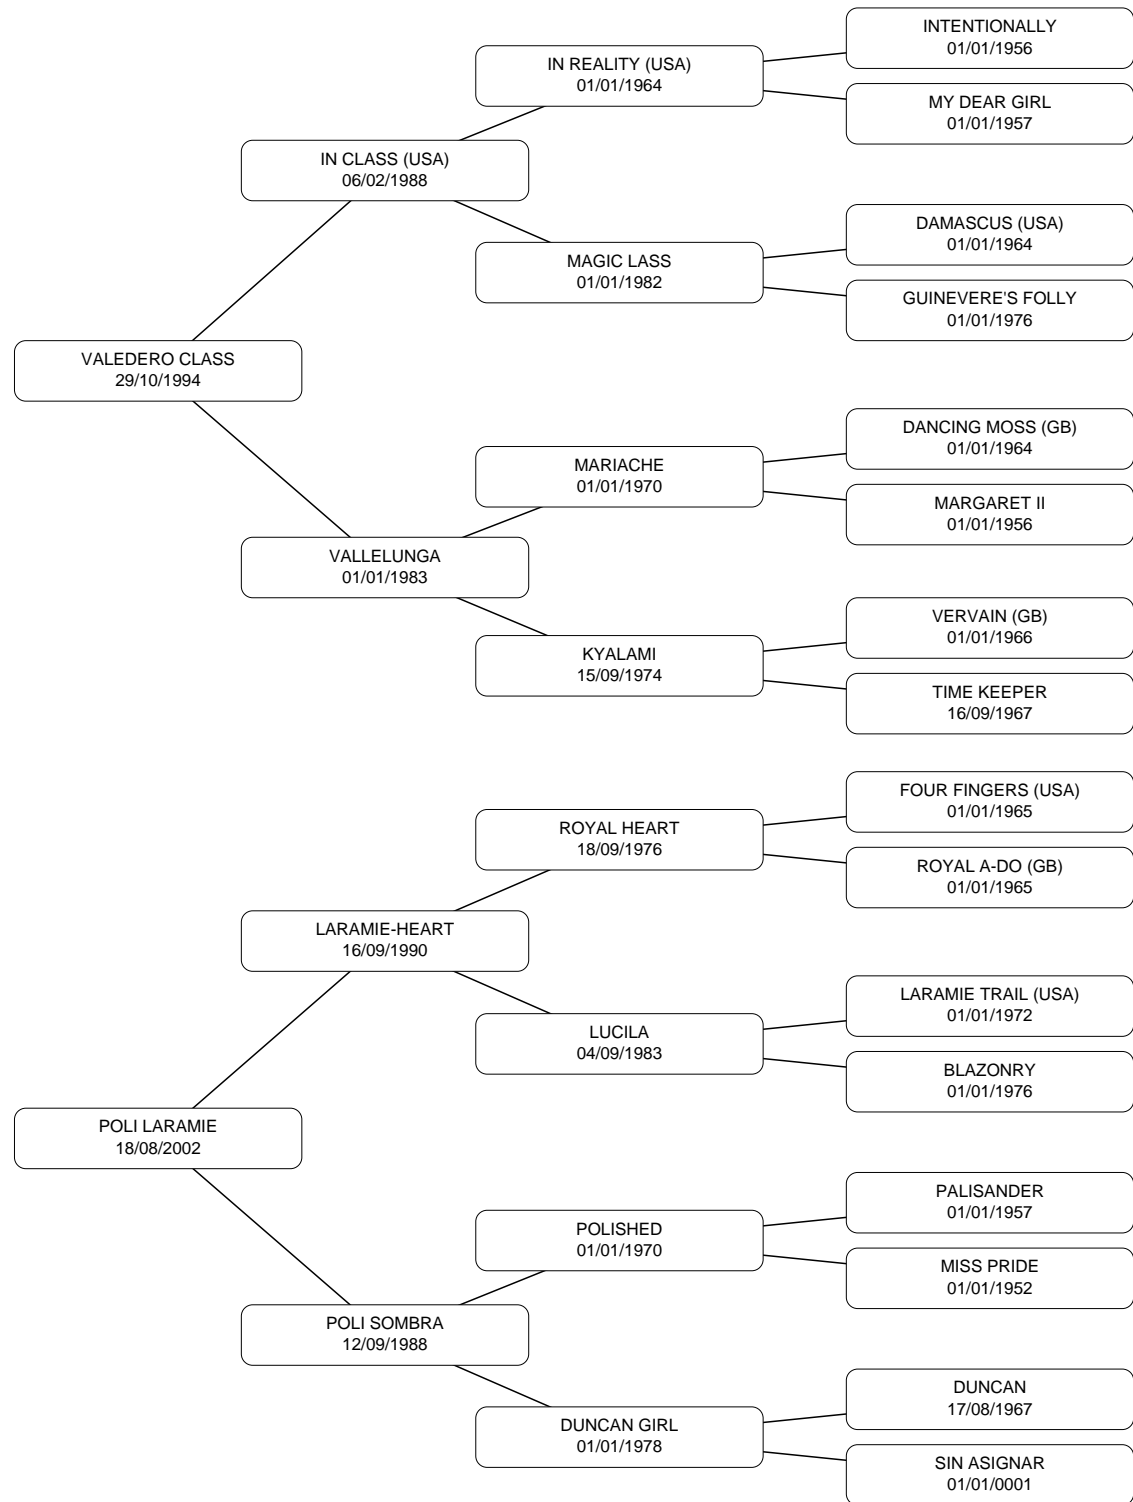 INTENTIONALLY
01/01/1956
IN REALITY (USA)
01/01/1964
MY DEAR GIRL
01/01/1957
IN CLASS (USA)
06/02/1988
DAMASCUS (USA)
01/01/1964
MAGIC LASS
01/01/1982
GUINEVERE'S FOLLY
01/01/1976
VALEDERO CLASS
29/10/1994
DANCING MOSS (GB)
01/01/1964
MARIACHE
01/01/1970
MARGARET II
01/01/1956
VALLELUNGA
01/01/1983
VERVAIN (GB)
01/01/1966
KYALAMI
15/09/1974
TIME KEEPER
16/09/1967
FOUR FINGERS (USA)
01/01/1965
ROYAL HEART
18/09/1976
ROYAL A-DO (GB)
01/01/1965
LARAMIE-HEART
16/09/1990
LARAMIE TRAIL (USA)
01/01/1972
LUCILA
04/09/1983
BLAZONRY
01/01/1976
POLI LARAMIE
18/08/2002
PALISANDER
01/01/1957
POLISHED
01/01/1970
MISS PRIDE
01/01/1952
POLI SOMBRA
12/09/1988
DUNCAN
17/08/1967
DUNCAN GIRL
01/01/1978
SIN ASIGNAR
01/01/0001